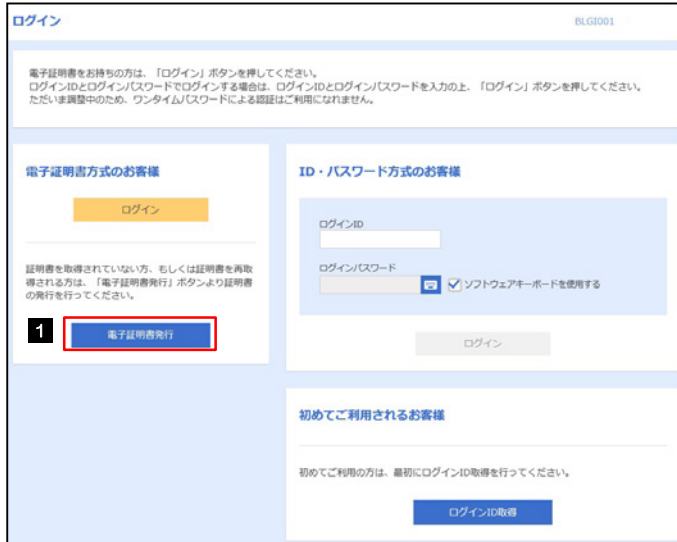 ログイン
BLGI001
電子証明書をお持ちの方は、「ログイン」ボタンを押してください。
ログインIDとログインパスワードでログインする場合は、ログインIDとログインパスワードを入力の上、「ログイン」ボタンを押してください。
ただいま調整中のため、ワンタイムパスワードによる認証はご利用になれません。
電子証明書方式のお客様
ログイン
証明書を取得されていない方、もしくは証明書を再取
得される方は、「電子証明書発行」ボタンより証明書
の発行を行ってください。
1
電子証明書発行
ID・パスワード方式のお客様
ログインID
ログインパスワード
ソフトウェアキーボードを使用する
ログイン
初めてご利用されるお客様
初めてご利用の方は、最初にログインID取得を行ってください。
ログインID取得